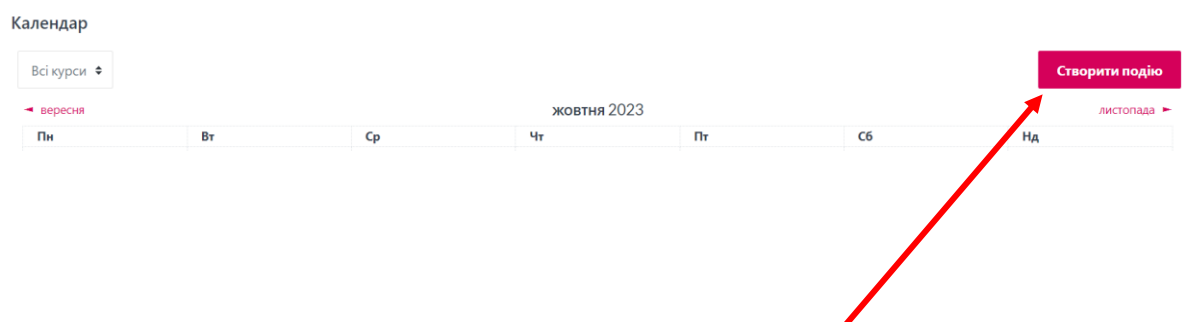 Календар
Всі курси
Створити подію
◄ вересня
жовтня 2023
листопада ►
Пн Вт Ср Чт Пт Сб Нд